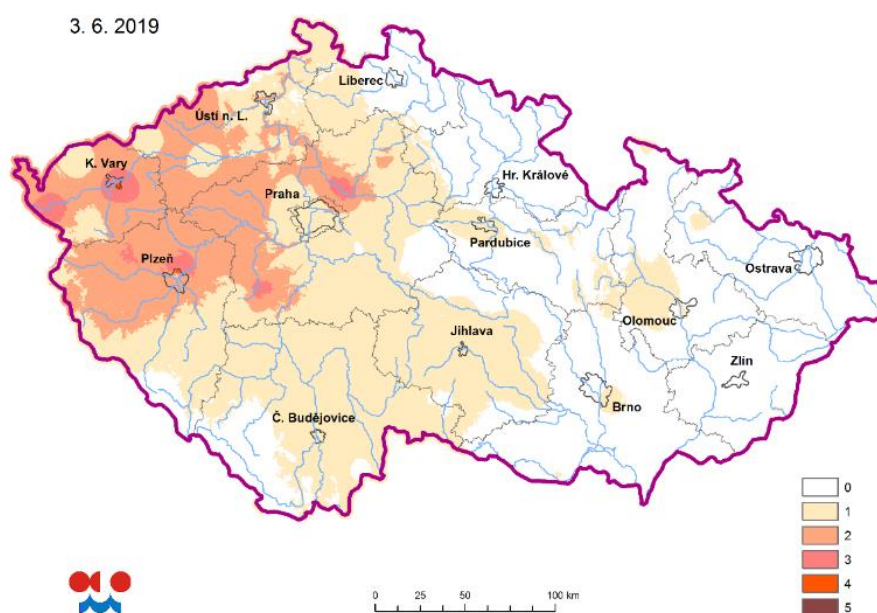 3. 6. 2019
Liberec
Ústí n. L.
K. Vary
Praha
Hr. Králové
Pardubice
Plzeň
Ostrava
Olomouc
Jihlava
Zlín
Brno
Č. Budějovice
0
1
2
3
4
5
0 25 50 100 km